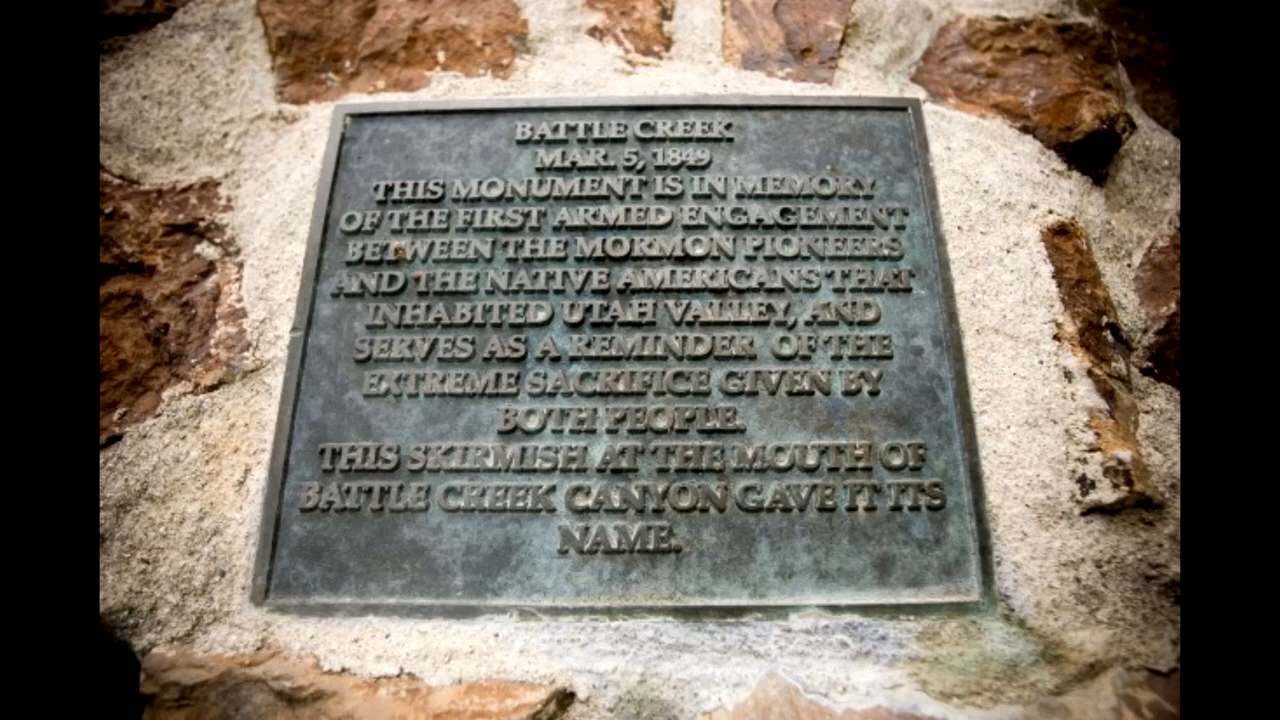 BATTLE CREEK
MAR. 5, 1849
THIS MONUMENT IS IN MEMORY
OF THE FIRST ARMED ENGAGEMENT
BETWEEN THE MORMON PIONEERS
AND THE NATIVE AMERICANS THAT
INHABITED UTAH VALLEY, AND
SERVES AS A REMINDER OF THE
EXTREME SACRIFICE GIVEN BY
BOTH PEOPLE.
THIS SKIRMISH AT THE MOUTH OF
BATTLE CREEK CANYON GAVE IT ITS
NAME.